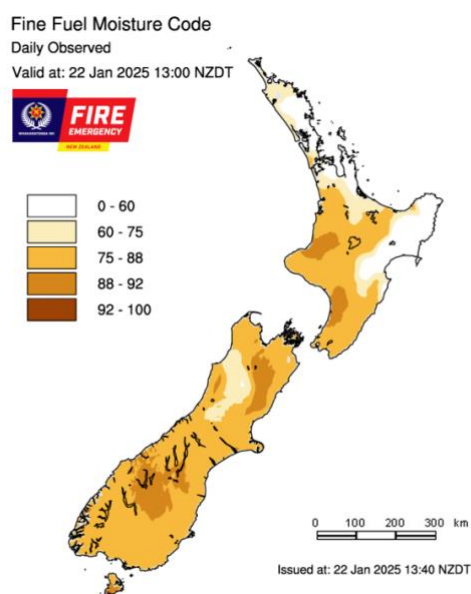 Fine Fuel Moisture Code
Daily Observed
Valid at: 22 Jan 2025 13:00 NZDT
FIRE
EMERGENCY
NEW ZEALAND
0 - 60
60 - 75
75 - 88
88 - 92
92 - 100
0 100 200 300 km
Issued at: 22 Jan 2025 13:40 NZDT